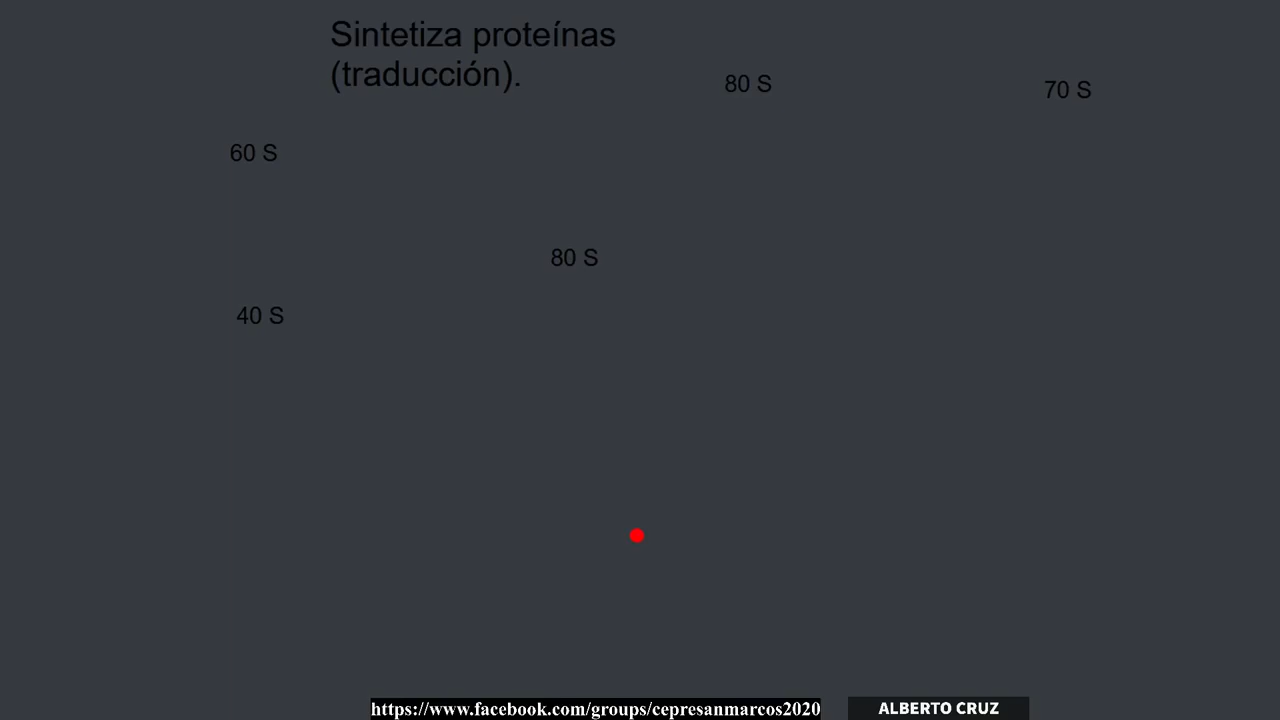 Sintetiza proteínas
(traducción).
80 S
70 S
60 S
80 S
40 S
https://www.facebook.com/groups/cepresanmarcos2020
ALBERTO CRUZ